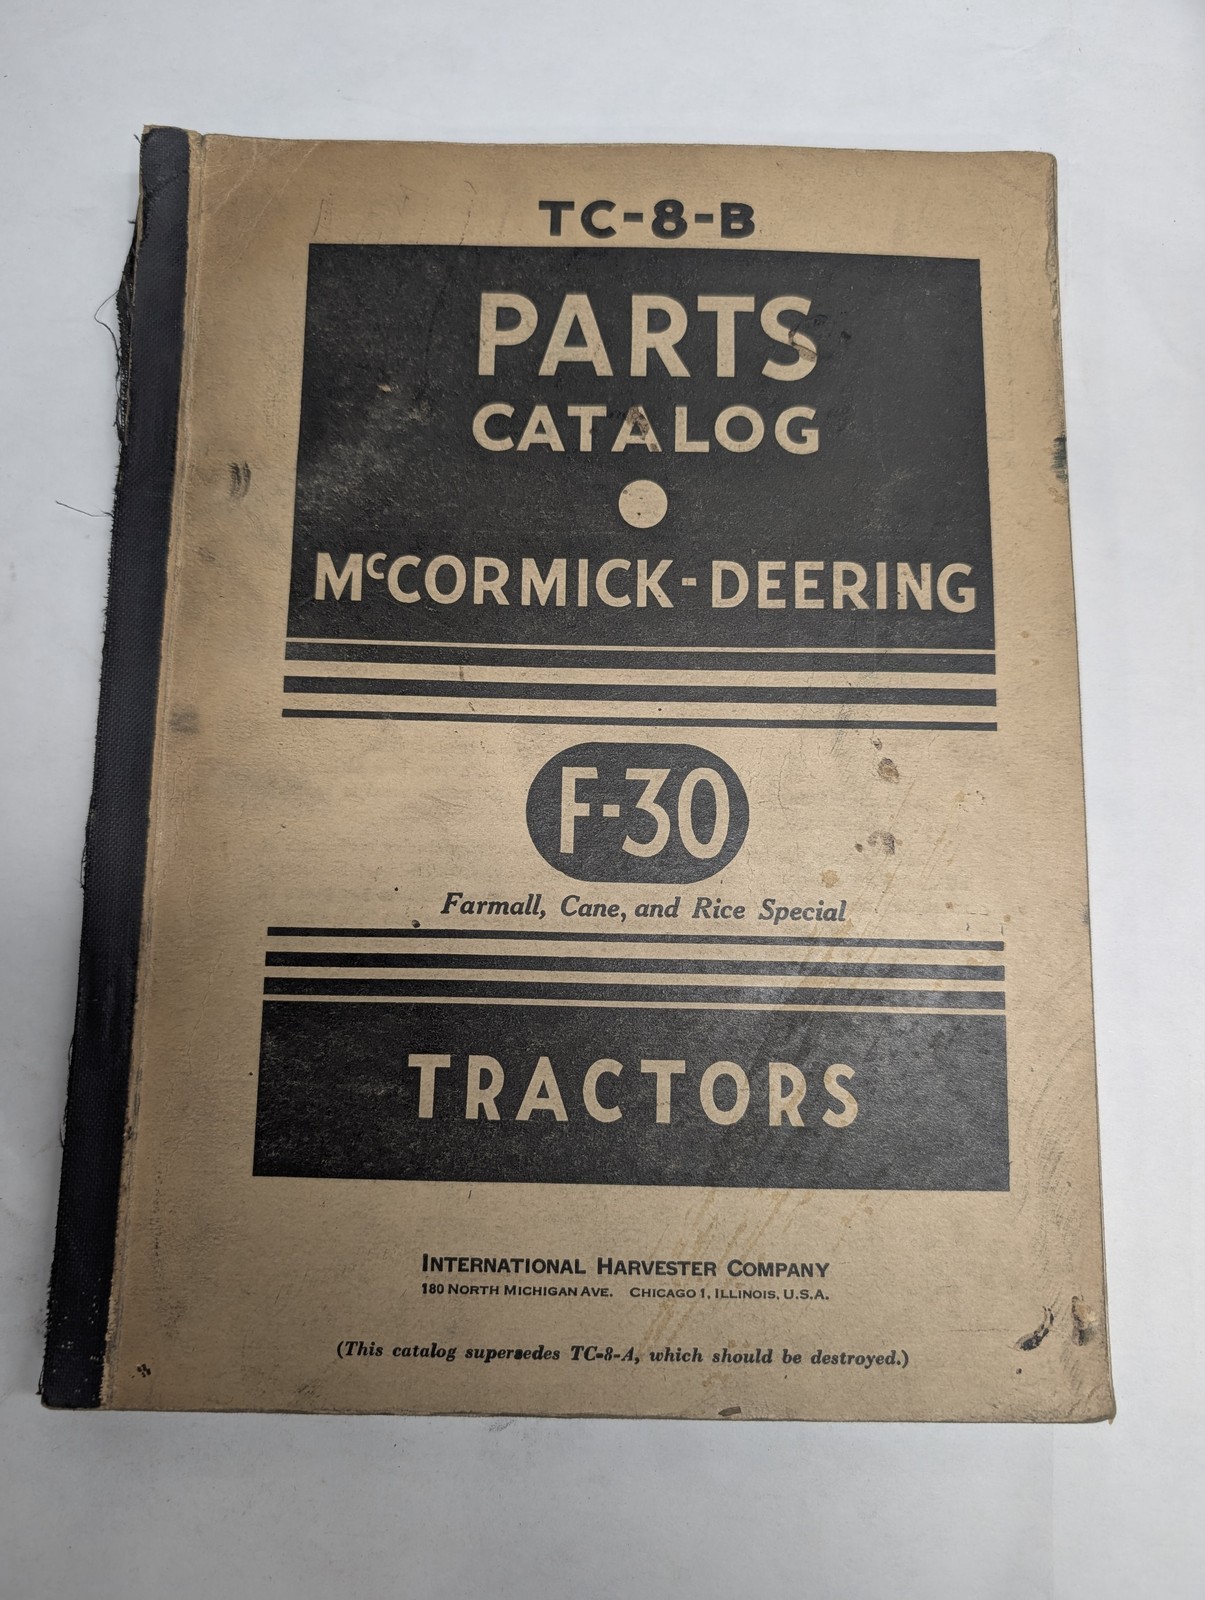 TC-8-B
PARTS
CATALOG
McCORMICK-DEERING
F-30
Farmall, Cane, and Rice Special
TRACTORS
INTERNATIONAL HARVESTER COMPANY
180 NORTH MICHIGAN AVE. CHICAGO 1, ILLINOIS, U.S.A.
(This catalog supersedes TC-8-A, which should be destroyed.)